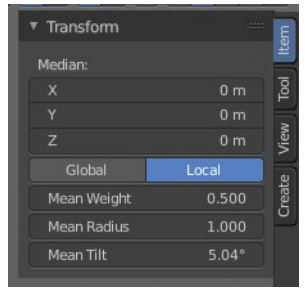 Transform
Median:
X 0 m
Y 0 m
Z 0 m
Global Local
Mean Weight 0.500
Mean Radius 1.000
Mean Tilt 5.04°
Item
Tool
View
Create